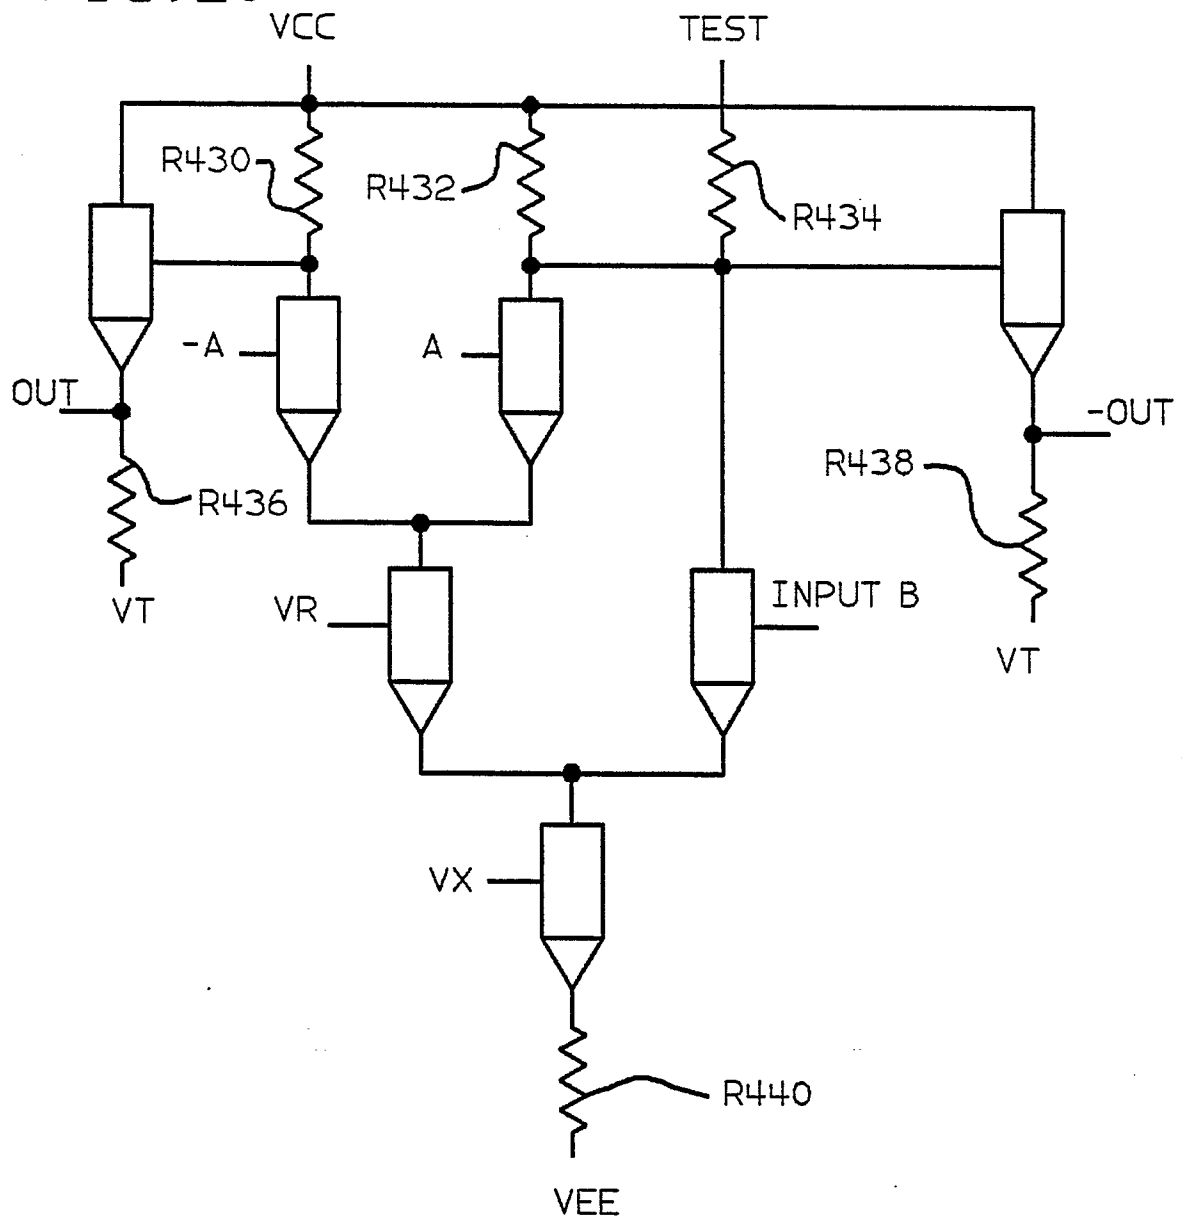 VCC
TEST
R430
R432
R434
-A
A
OUT
-OUT
R436
R438
VT
VR
INPUT B
VT
VX
R440
VEE